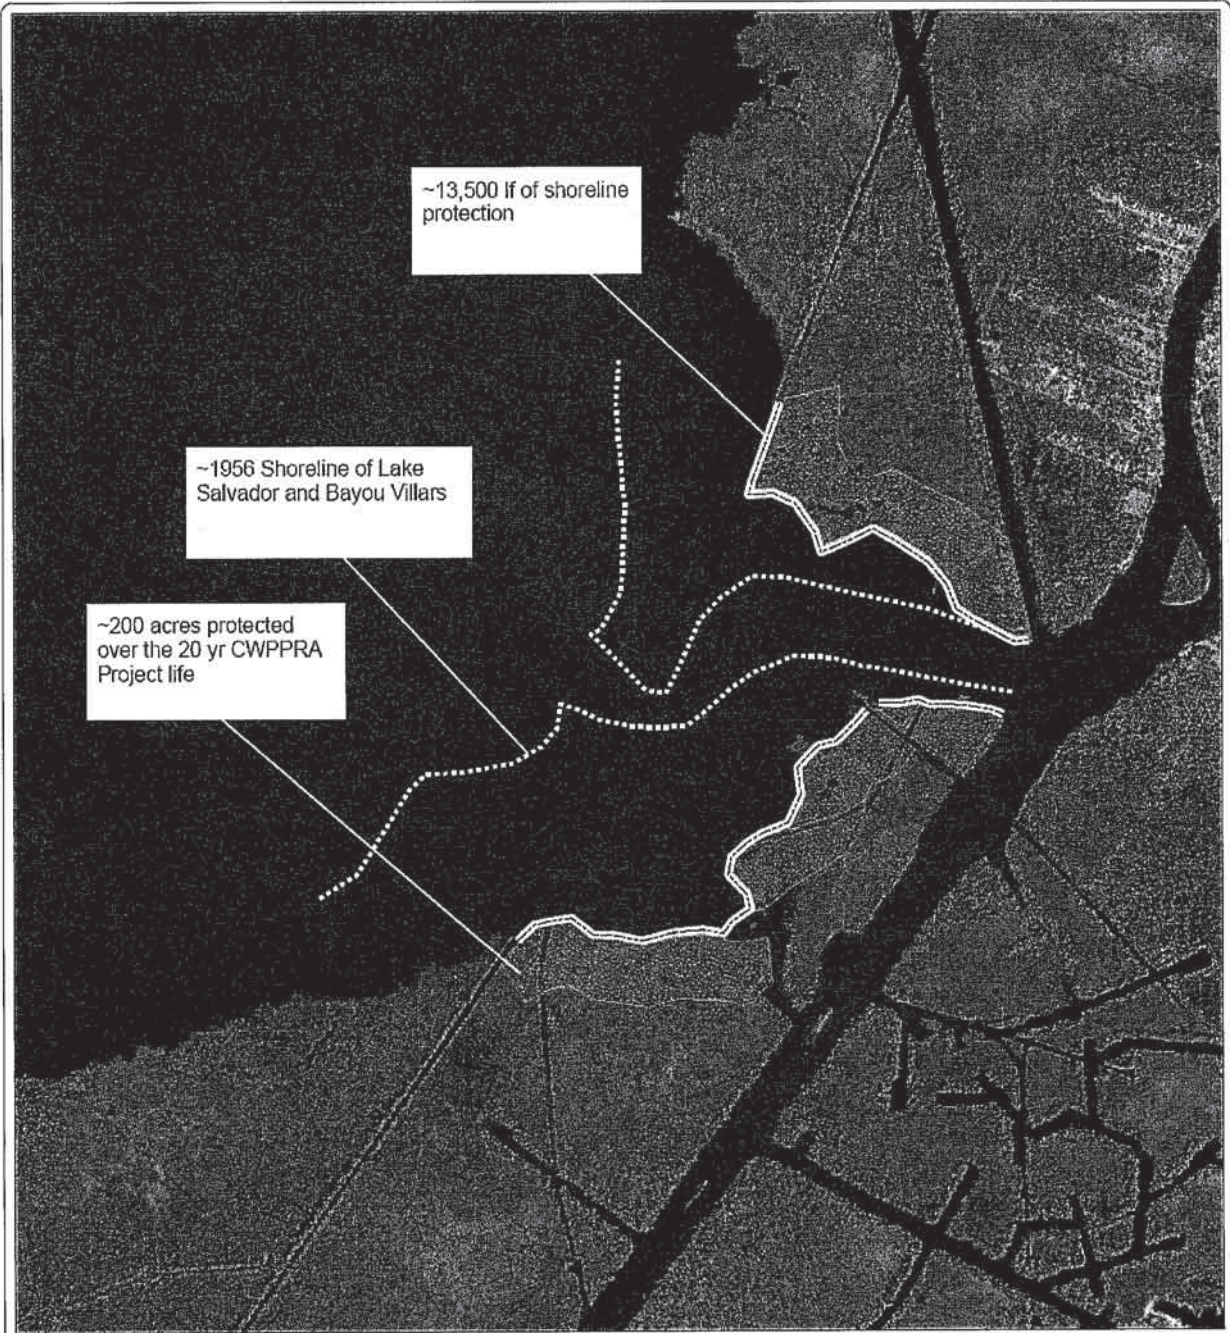 ~13,500 lf of shoreline
protection
~1956 Shoreline of Lake
Salvador and Bayou Villars
~200 acres protected
over the 20 yr CWPPRA
Project life